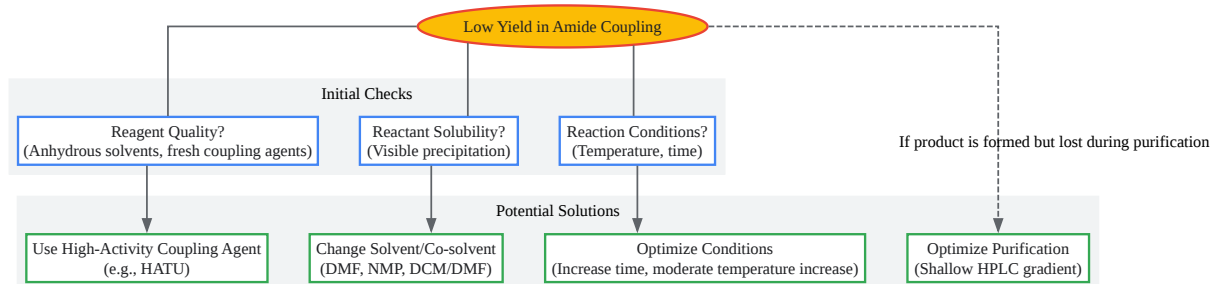 Low Yield in Amide Coupling
Initial Checks
Reagent Quality?
(Anhydrous solvents, fresh coupling agents)
Reactant Solubility?
(Visible precipitation)
Reaction Conditions?
(Temperature, time)
If product is formed but lost during purification
Potential Solutions
Use High-Activity Coupling Agent
(e.g., HATU)
Change Solvent/Co-solvent
(DMF, NMP, DCM/DMF)
Optimize Conditions
(Increase time, moderate temperature increase)
Optimize Purification
(Shallow HPLC gradient)